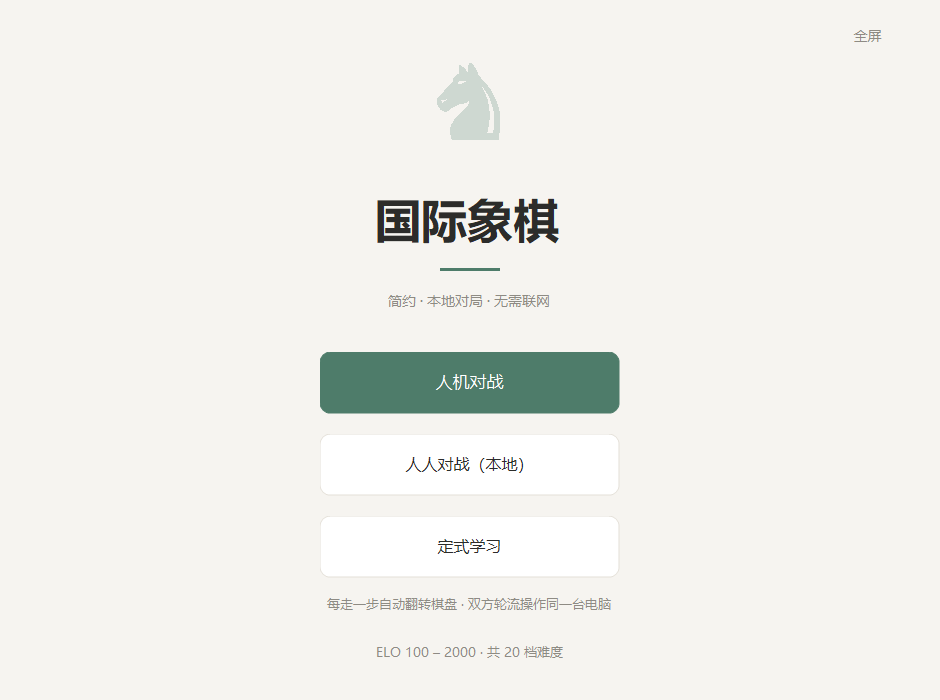 全屏
国际象棋
简约 · 本地对局 · 无需联网
人机对战
人人对战（本地）
定式学习
每走一步自动翻转棋盘 · 双方轮流操作同一台电脑
ELO 100 – 2000 · 共 20 档难度